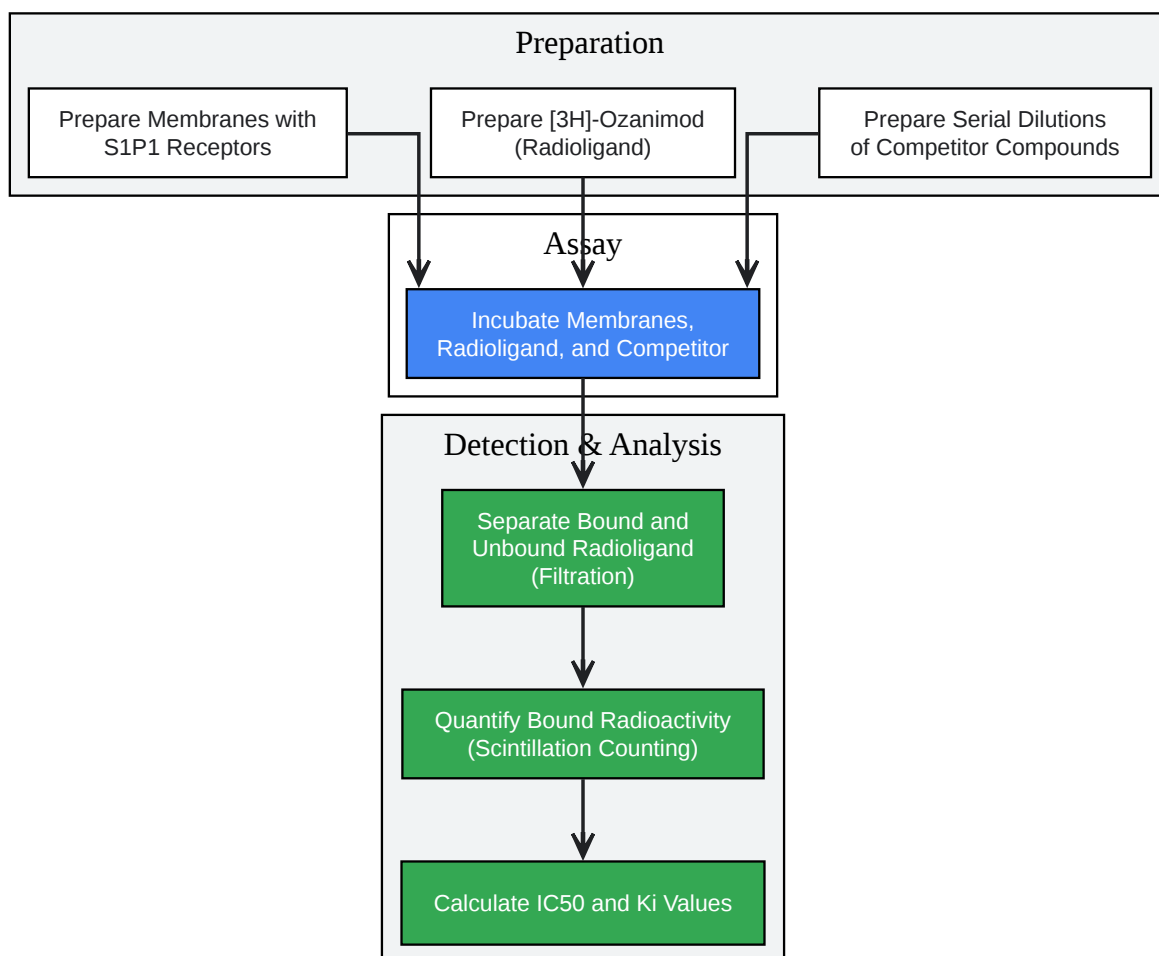 Preparation
Prepare Membranes with
S1P1 Receptors
Prepare [3H]-Ozanimod
(Radioligand)
Prepare Serial Dilutions
of Competitor Compounds
Assay
Incubate Membranes,
Radioligand, and Competitor
Detection & Analysis
Separate Bound and
Unbound Radioligand
(Filtration)
Quantify Bound Radioactivity
(Scintillation Counting)
Calculate IC50 and Ki Values